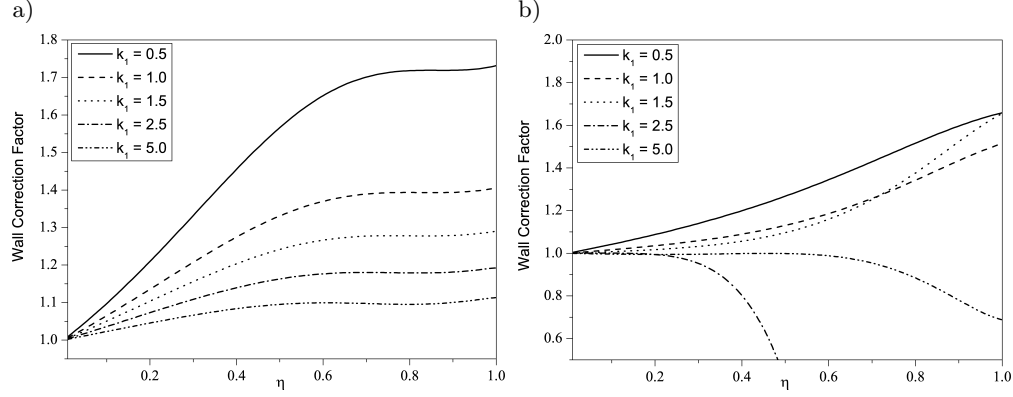 a)
1.8
1.7
1.6
1.5
1.4
1.3
1.2
1.1
1.0
Wall Correction Factor
k1 = 0.5
k1 = 1.0
k1 = 1.5
k1 = 2.5
k1 = 5.0
0.2 0.4 0.6 0.8 1.0
η
b)
2.0
1.8
1.6
1.4
1.2
1.0
0.8
0.6
Wall Correction Factor
k1 = 0.5
k1 = 1.0
k1 = 1.5
k1 = 2.5
k1 = 5.0
0.2 0.4 0.6 0.8 1.0
η